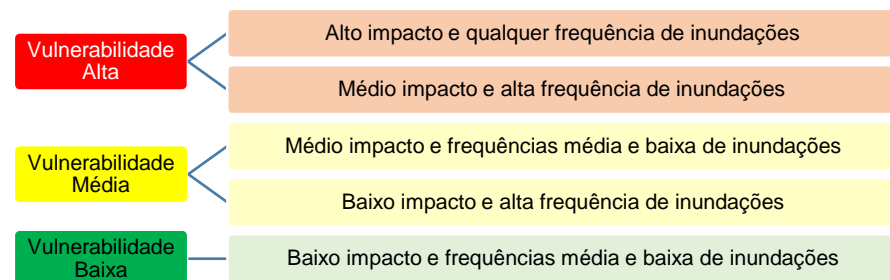 Vulnerabilidade
Alta
Alto impacto e qualquer frequência de inundações
Médio impacto e alta frequência de inundações
Vulnerabilidade
Média
Médio impacto e frequências média e baixa de inundações
Baixo impacto e alta frequência de inundações
Vulnerabilidade
Baixa
Baixo impacto e frequências média e baixa de inundações